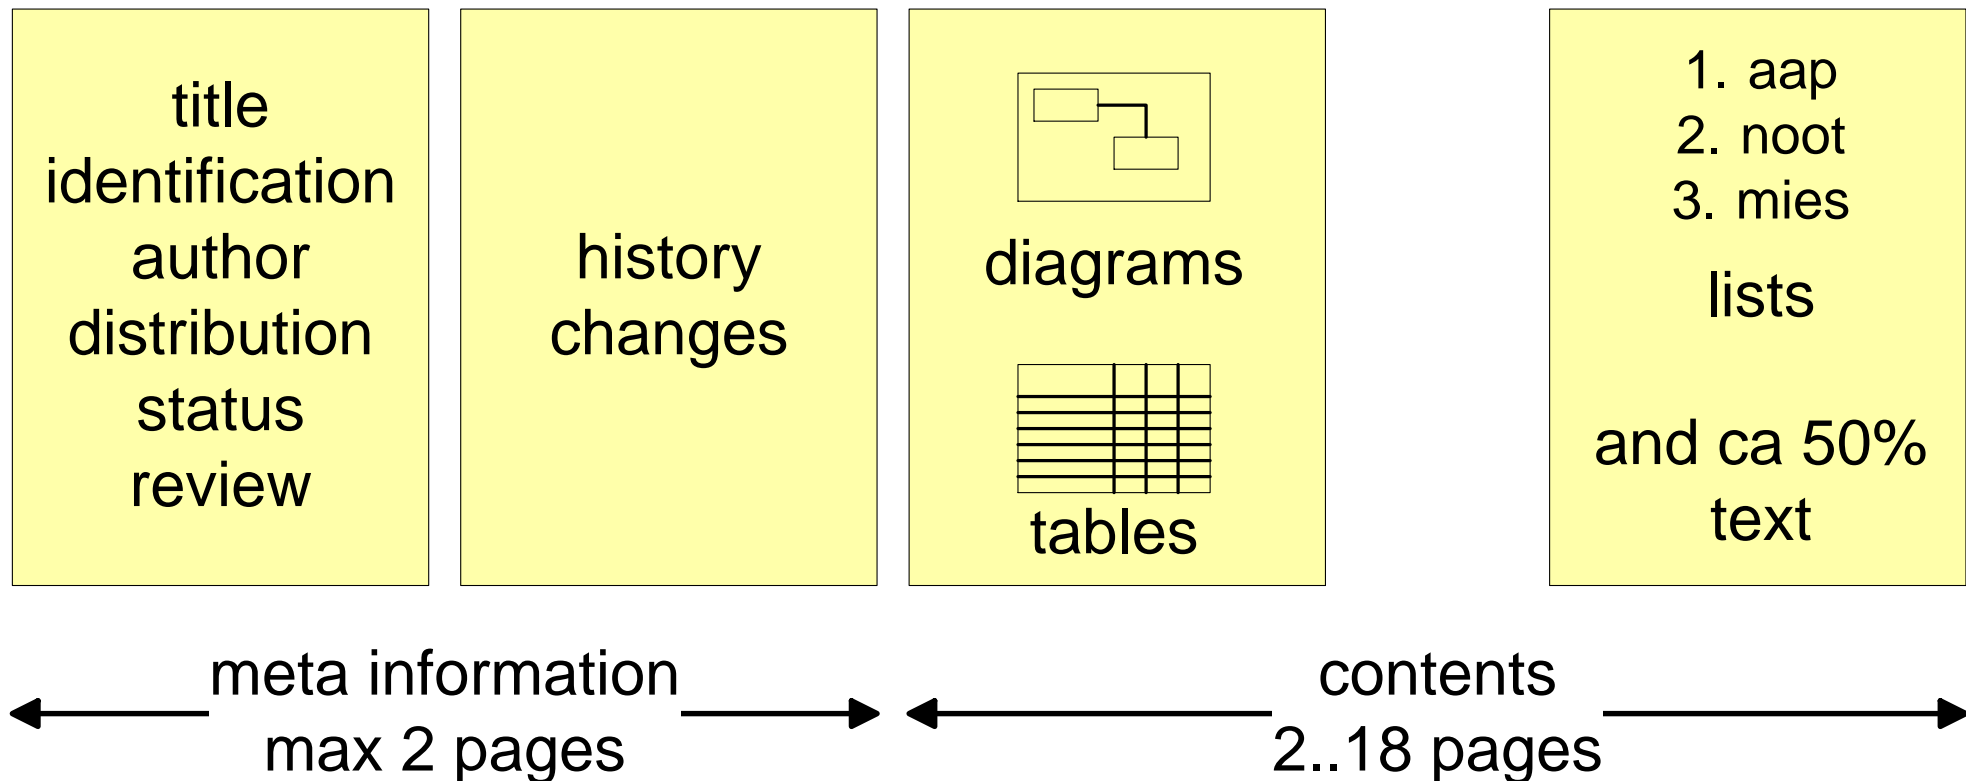 title
identification
author
distribution
status
review
history
changes
diagrams
tables
1. aap
2. noot
3. mies
lists
and ca 50%
text
meta information
max 2 pages
contents
2..18 pages